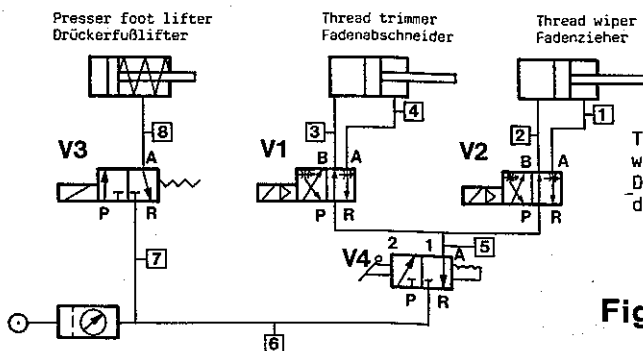 Presser foot lifter
Drückerfußlifter
Thread trimmer
Fadenabschneider
Thread wiper
Fadenzieher
8
3
4
2
1
V3
A
V1
B
A
V2
B
A
P
R
P
R
P
R
7
V4
2
1
A
5
P
R
6
T
w
D
d
Fig